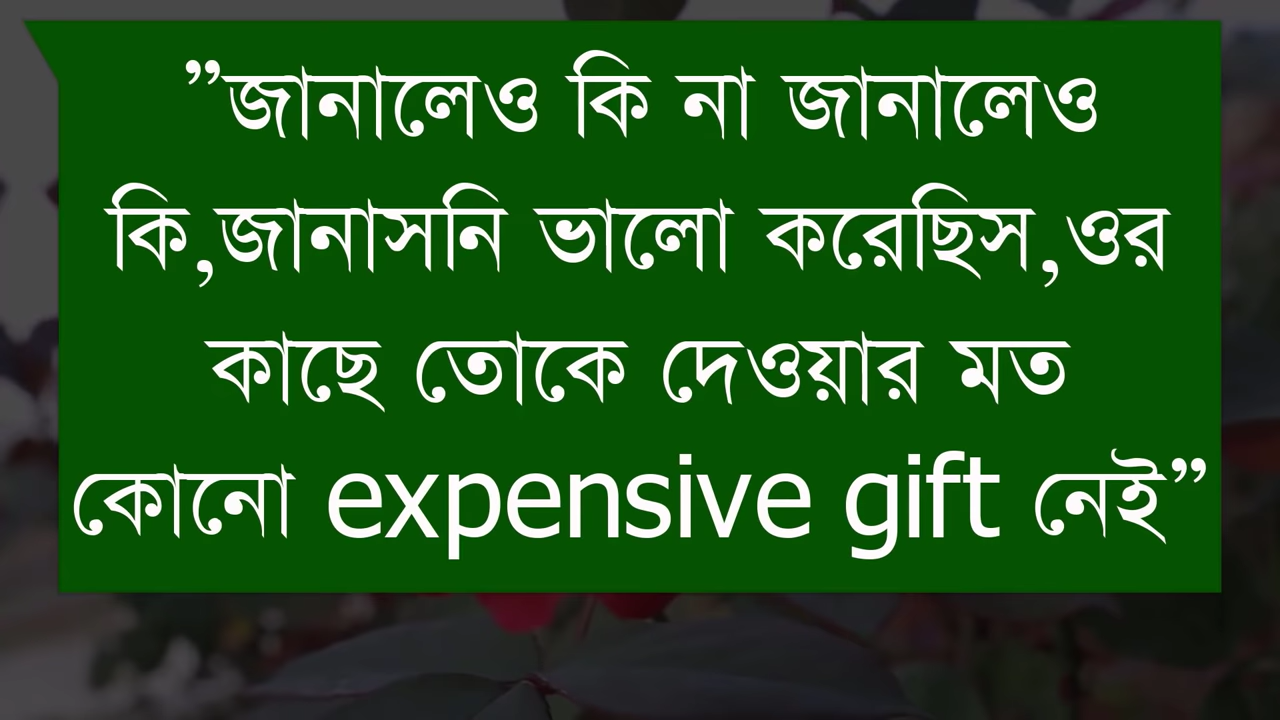 ”জানালেও কি না জানালেও
কি,জানাসনি ভালো করেছিস,ওর
কাছে তোকে দেওয়ার মত
কোনো expensive gift নেই”